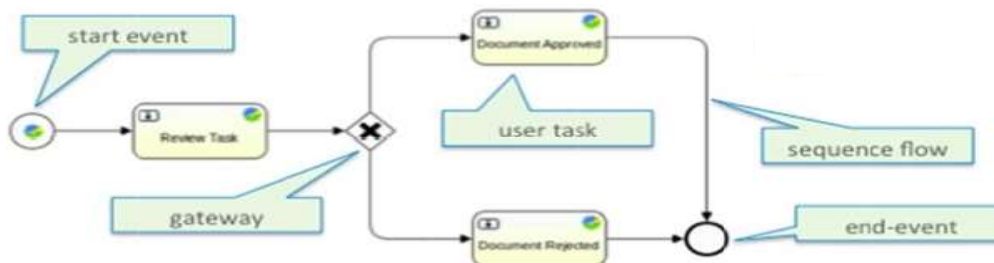 start event
Document Approved
Review Task
user task
sequence flow
gateway
Document Rejected
end-event